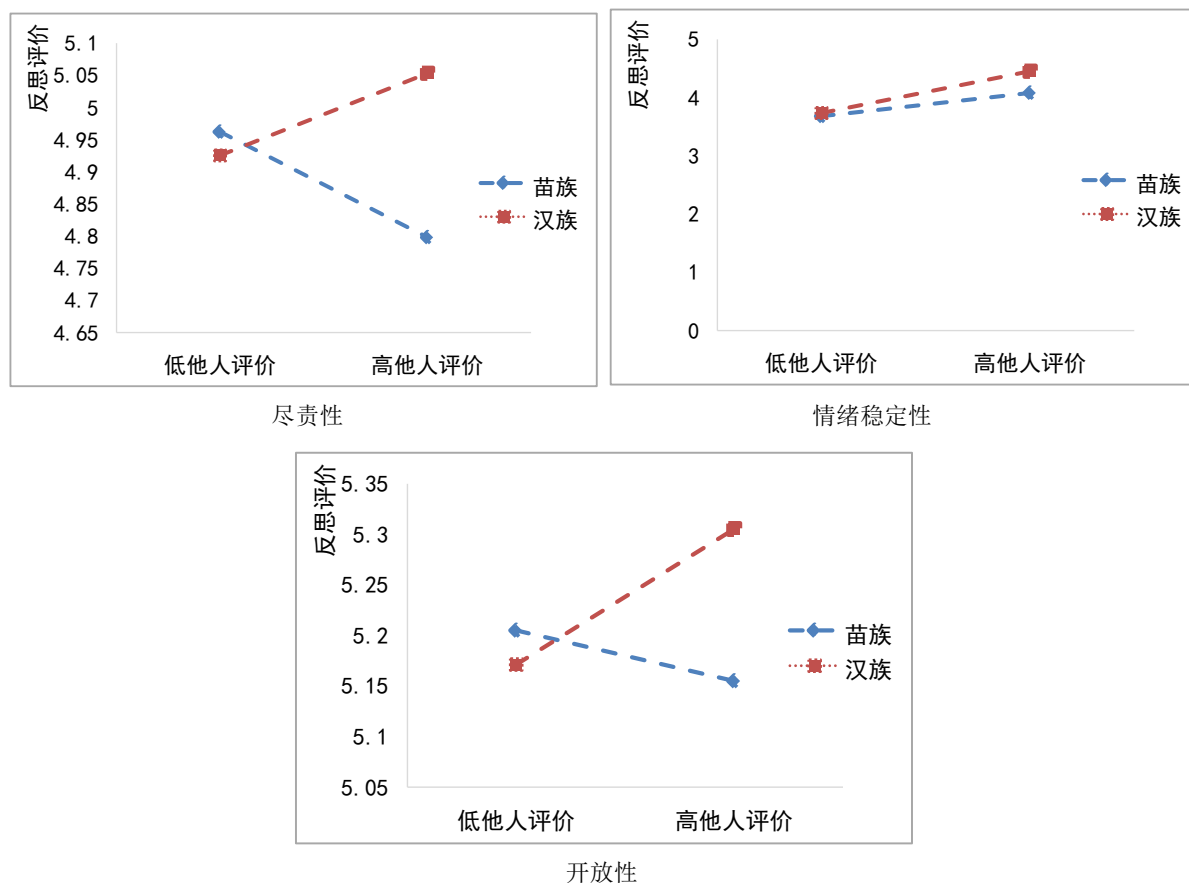 反思评价
5.1
5.05
5
4.95
4.9
4.85
4.8
4.75
4.7
4.65
低他人评价
高他人评价
苗族
汉族
尽责性
反思评价
5
4
3
2
1
0
低他人评价
高他人评价
苗族
汉族
情绪稳定性
反思评价
5.35
5.3
5.25
5.2
5.15
5.1
5.05
低他人评价
高他人评价
苗族
汉族
开放性